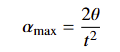 α_max = 2θ / t²